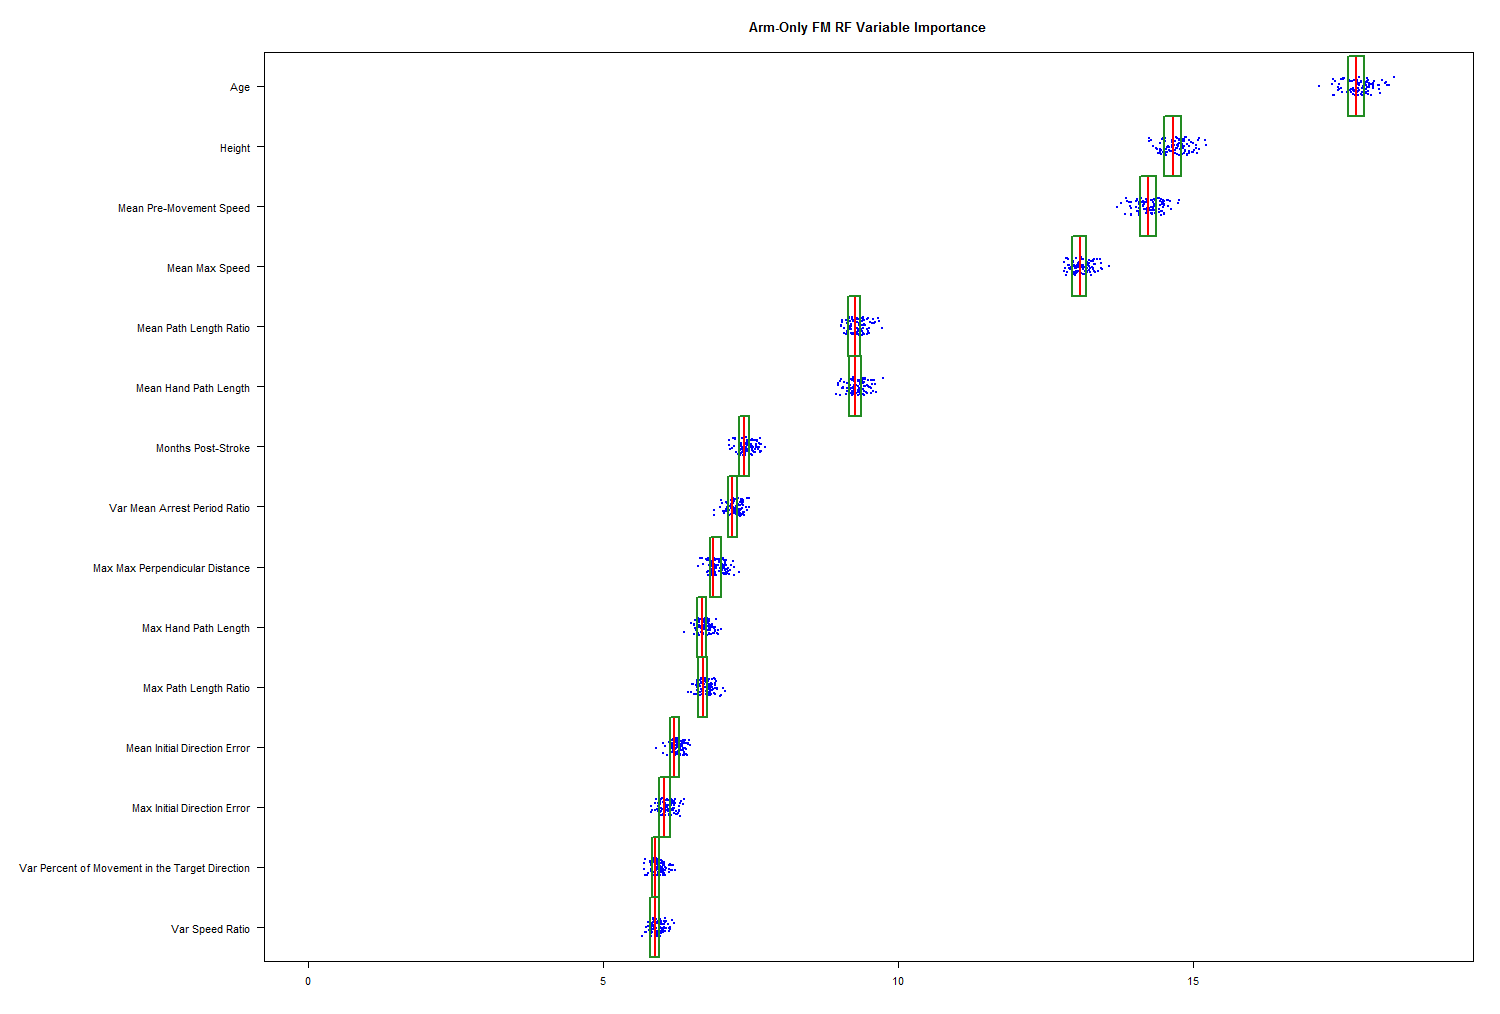 Arm-Only FM RF Variable Importance
Age
Height
Mean Pre-Movement Speed
Mean Max Speed
Mean Path Length Ratio
Mean Hand Path Length
Months Post-Stroke
Var Mean Arrest Period Ratio
Max Max Perpendicular Distance
Max Hand Path Length
Max Path Length Ratio
Mean Initial Direction Error
Max Initial Direction Error
Var Percent of Movement in the Target Direction
Var Speed Ratio
0 5 10 15